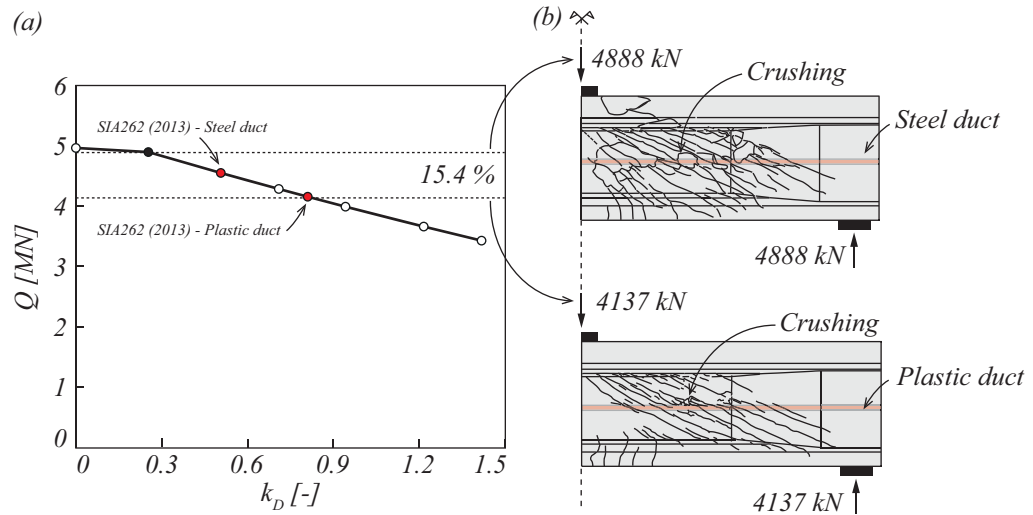 (a)
(b)
4888 kN
Crushing
Steel duct
4888 kN
6
5
4
3
2
1
0
Q [MN]
SIA262 (2013) - Steel duct
15.4 %
SIA262 (2013) - Plastic duct
0
0.3
0.6
0.9
1.2
1.5
k_D [-]
4137 kN
Crushing
Plastic duct
4137 kN